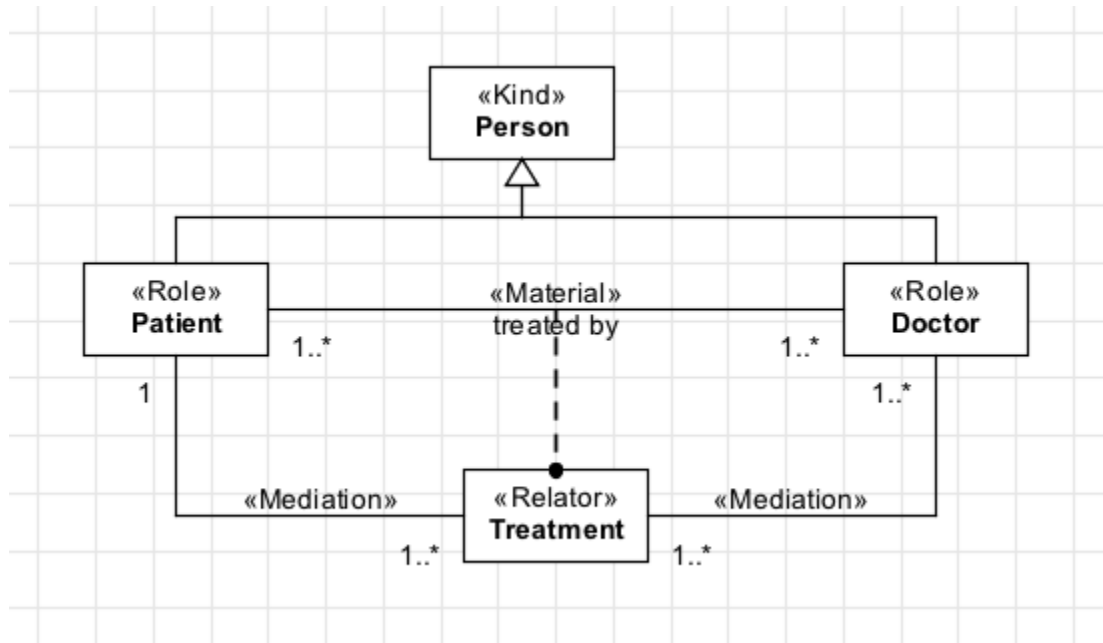 «Kind»
Person
«Role»
Patient
«Material»
treated by
«Role»
Doctor
1..*
1..*
1
1..*
«Mediation»
«Relator»
Treatment
«Mediation»
1..*
1..*